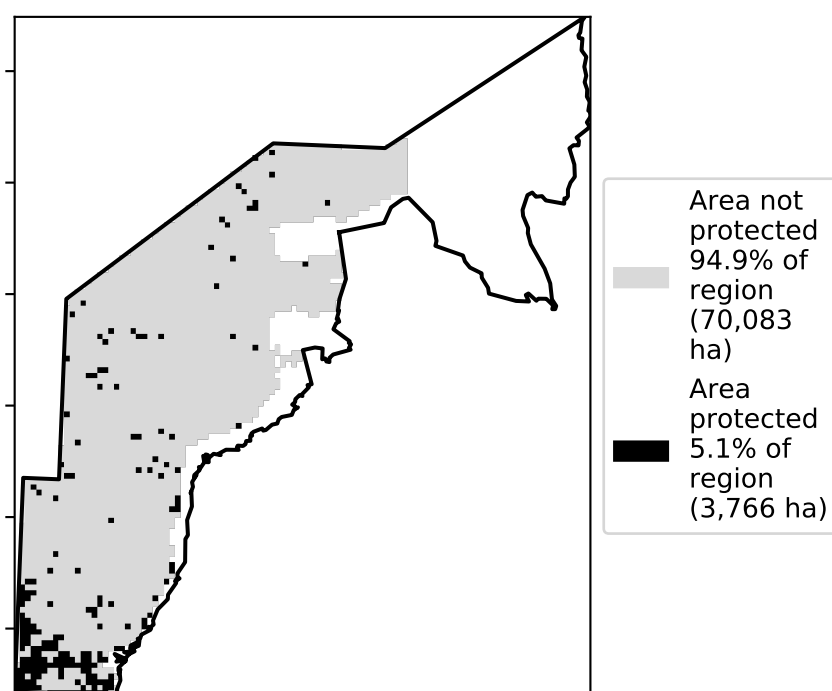 Area not
protected
94.9% of
region
(70,083
ha)
Area
protected
5.1% of
region
(3,766 ha)